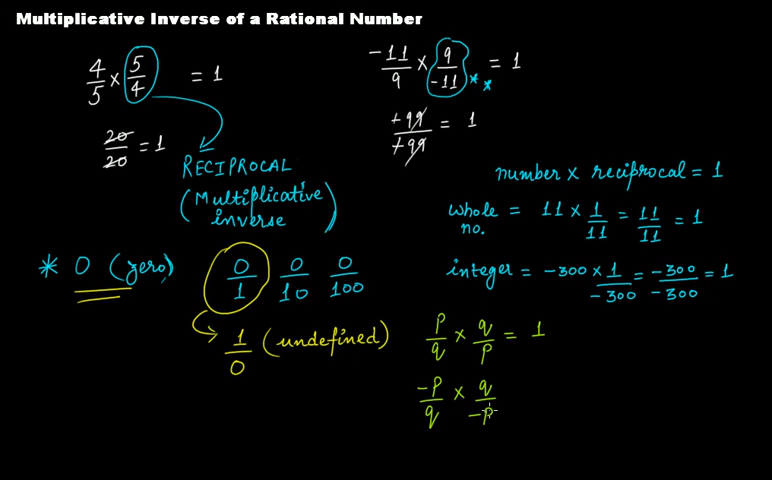 Multiplicative Inverse of a Rational Number
4/5 × 5/4 = 1
20/20 = 1
RECIPROCAL
(Multiplicative
inverse)
-11/9 × 9/-11 = 1
+99/+99 = 1
number × reciprocal = 1
whole no. = 11 × 1/11 = 11/11 = 1
integer = -300 × 1/-300 = -300/-300 = 1
* 0 (zero) 0/1 0/10 0/100
1/0 (undefined)
p/q × q/p = 1
-p/q × q/-p